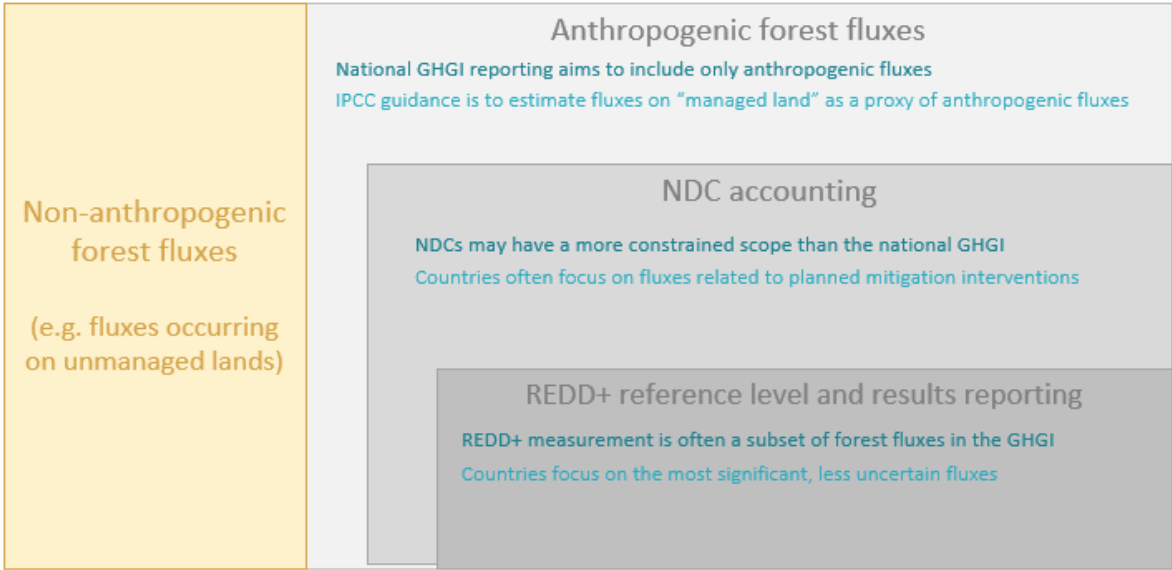 Non-anthropogenic
forest fluxes
(e.g. fluxes occurring
on unmanaged lands)
Anthropogenic forest fluxes
National GHGI reporting aims to include only anthropogenic fluxes
IPCC guidance is to estimate fluxes on “managed land” as a proxy of anthropogenic fluxes
NDC accounting
NDCs may have a more constrained scope than the national GHGI
Countries often focus on fluxes related to planned mitigation interventions
REDD+ reference level and results reporting
REDD+ measurement is often a subset of forest fluxes in the GHGI
Countries focus on the most significant, less uncertain fluxes